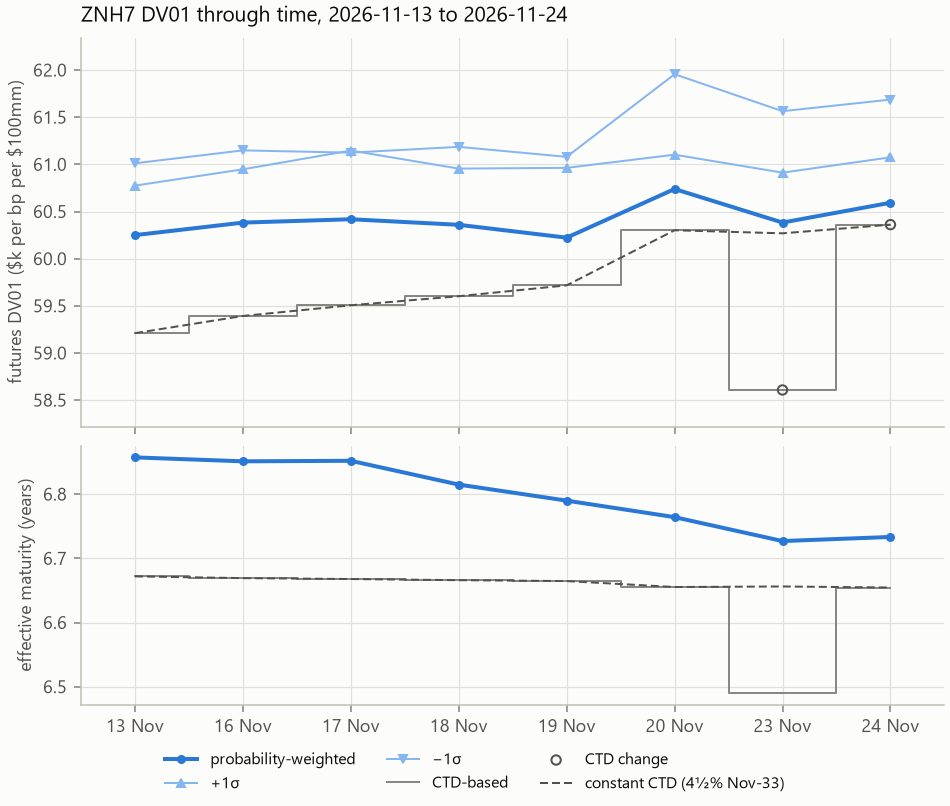 ZNH7 DV01 through time, 2026-11-13 to 2026-11-24
futures DV01 ($k per bp per $100mm)
62.0
61.5
61.0
60.5
60.0
59.5
59.0
58.5
effective maturity (years)
6.8
6.7
6.6
6.5
13 Nov 16 Nov 17 Nov 18 Nov 19 Nov 20 Nov 23 Nov 24 Nov
probability-weighted −1σ CTD change
+1σ CTD-based constant CTD (4½% Nov-33)